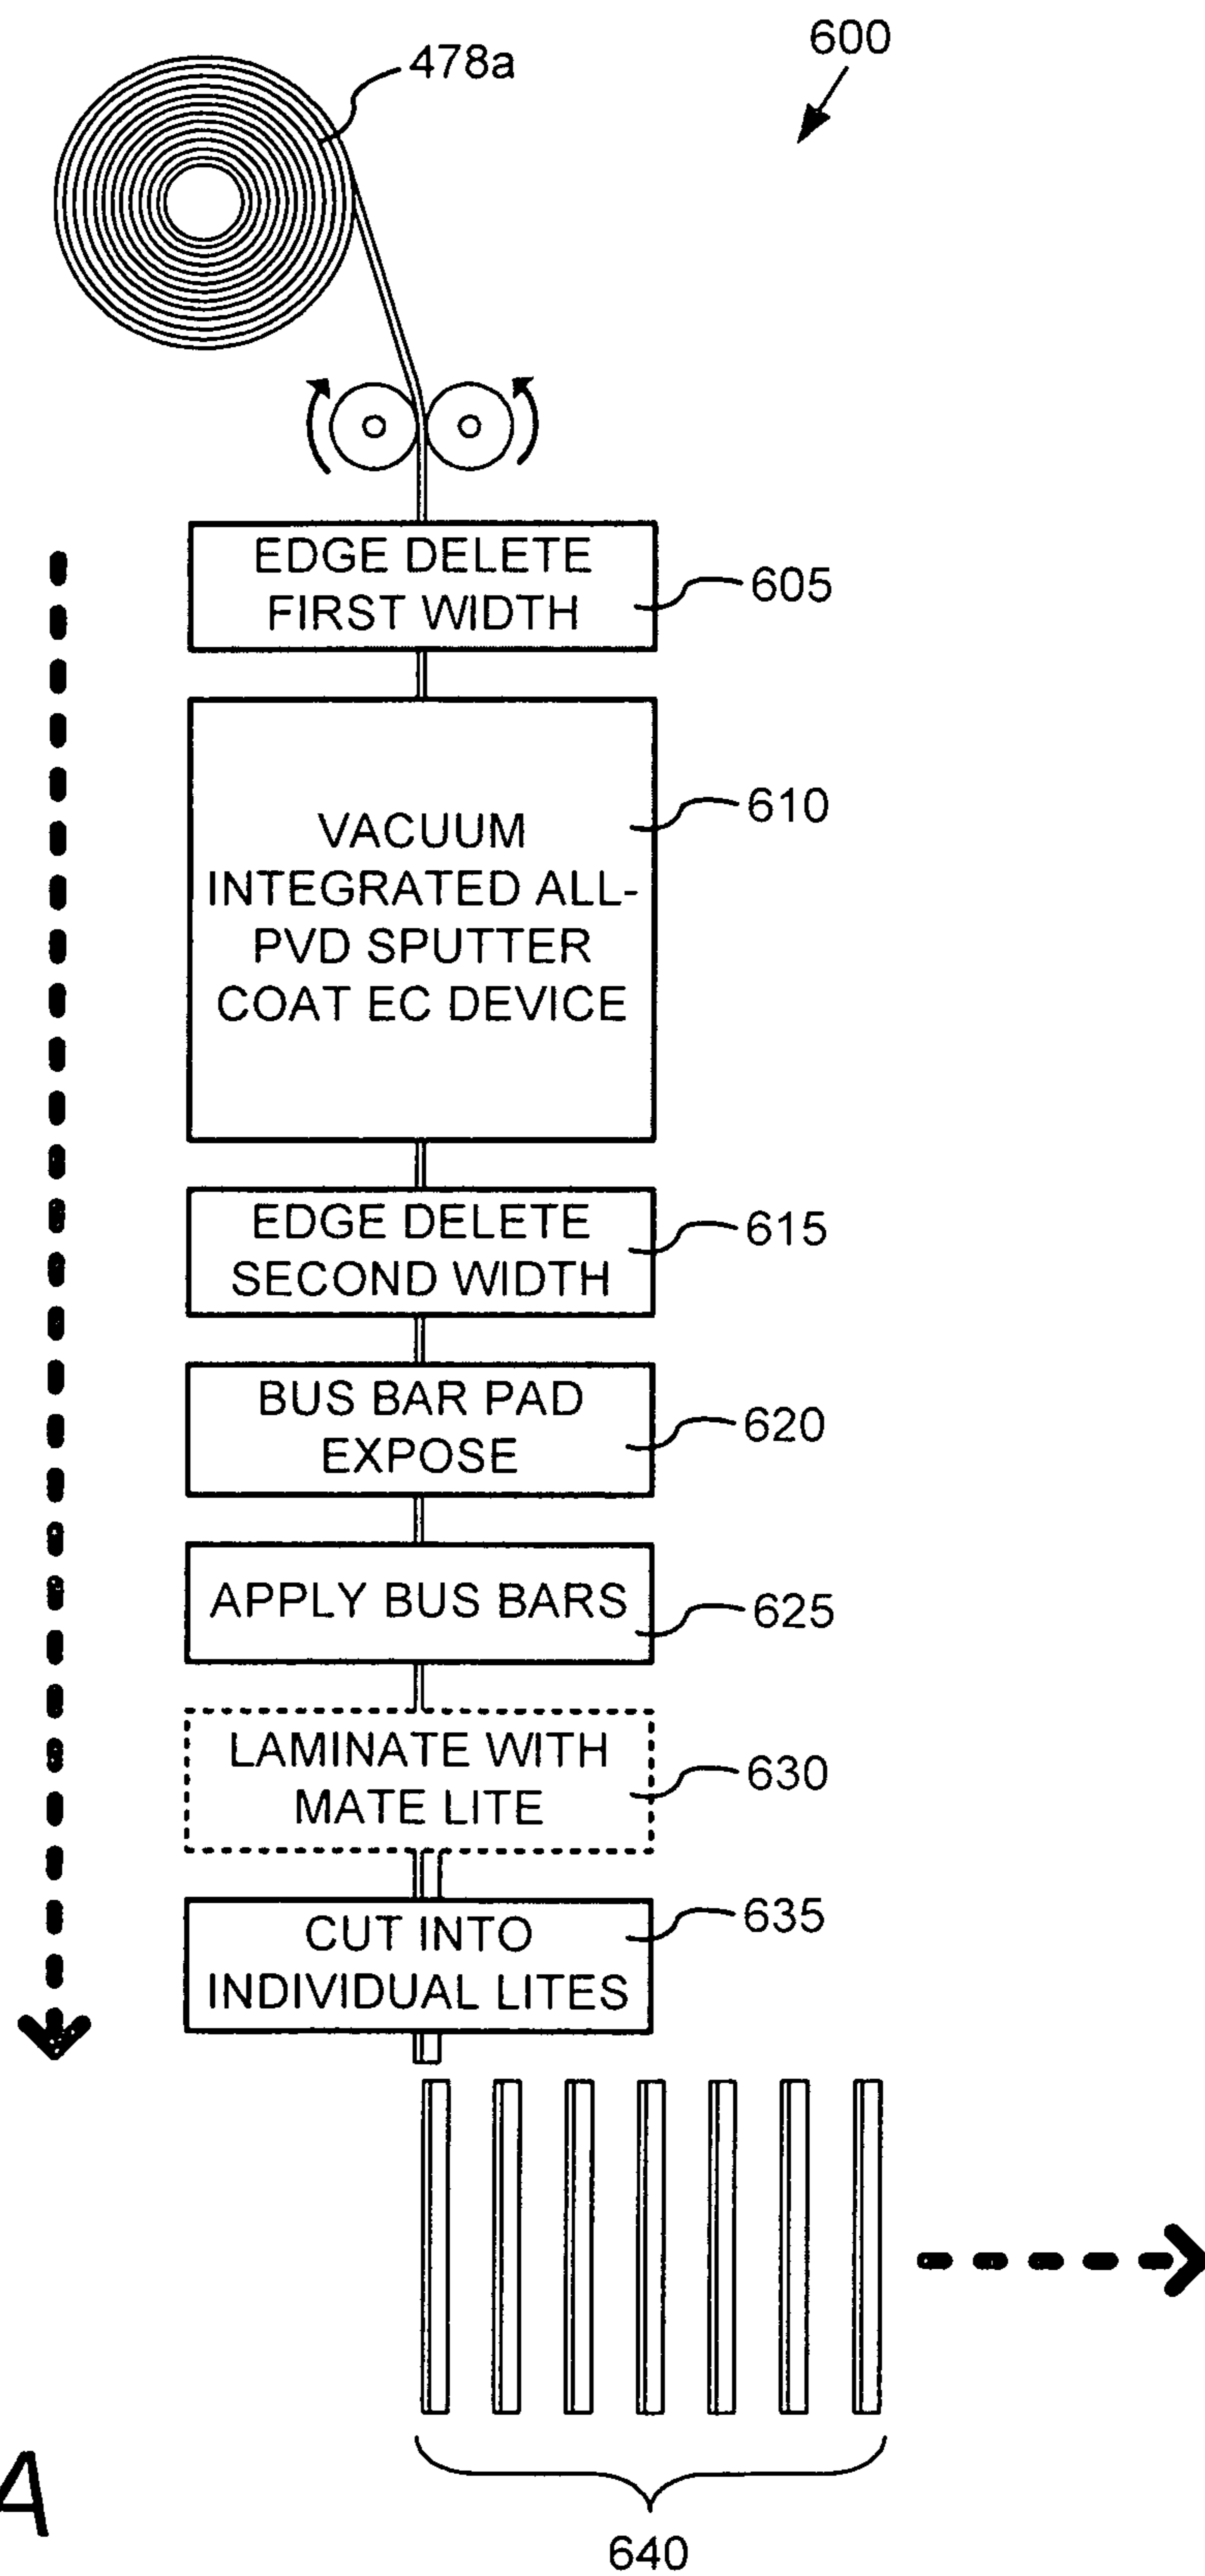 600
478a
EDGE DELETE
FIRST WIDTH
605
VACUUM
INTEGRATED ALL-
PVD SPUTTER
COAT EC DEVICE
610
EDGE DELETE
SECOND WIDTH
615
BUS BAR PAD
EXPOSE
620
APPLY BUS BARS
625
LAMINATE WITH
MATE LITE
630
CUT INTO
INDIVIDUAL LITES
635
A
640